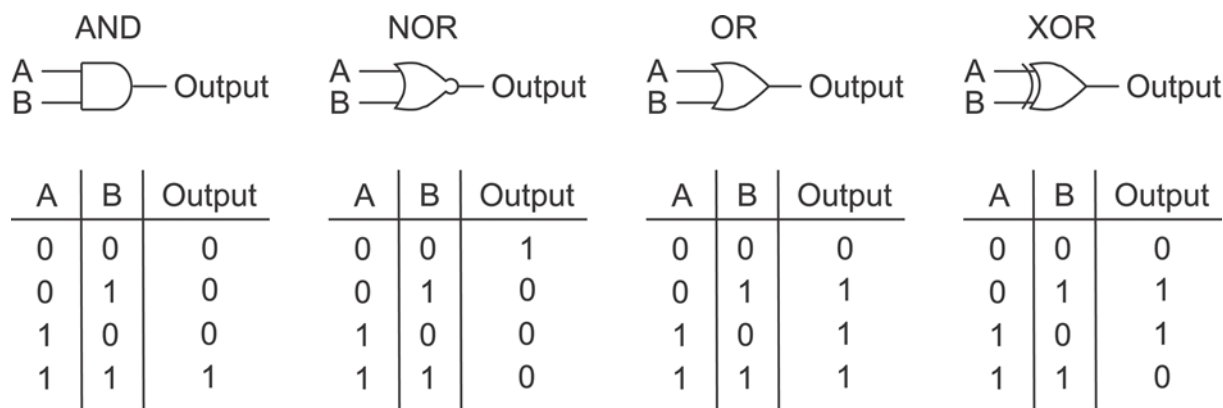 AND NOR OR XOR
A Output A Output A Output A Output
B B B B
A B Output A B Output A B Output A B Output
0 0 0 0 0 1 0 0 0 0 0 0
0 1 0 0 1 0 0 1 1 0 1 1
1 0 0 1 0 0 1 0 1 1 0 1
1 1 1 1 1 0 1 1 1 1 1 0